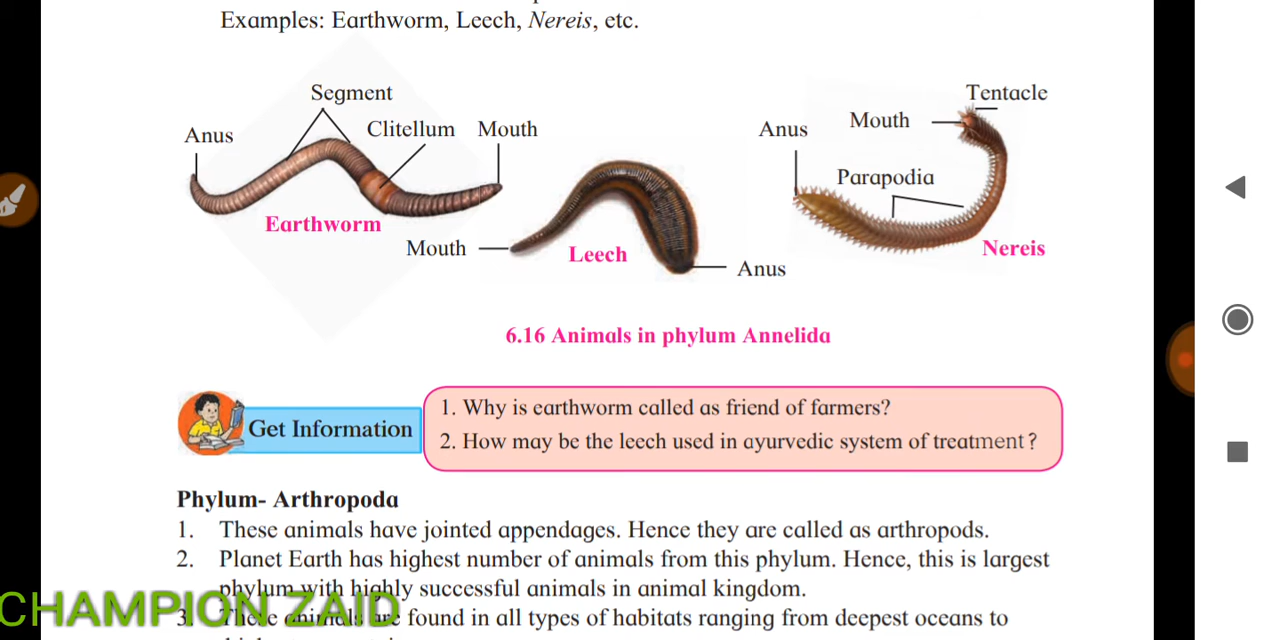 Examples: Earthworm, Leech, Nereis, etc.
Segment
Tentacle
Anus
Clitellum
Mouth
Anus
Mouth
Parapodia
Earthworm
Mouth
Leech
Nereis
Anus
6.16 Animals in phylum Annelida
Get Information
1. Why is earthworm called as friend of farmers?
2. How may be the leech used in ayurvedic system of treatment ?
Phylum- Arthropoda
1. These animals have jointed appendages. Hence they are called as arthropods.
2. Planet Earth has highest number of animals from this phylum. Hence, this is largest
phylum with highly successful animals in animal kingdom.
3. These animals are found in all types of habitats ranging from deepest oceans to
CHAMPION ZAID